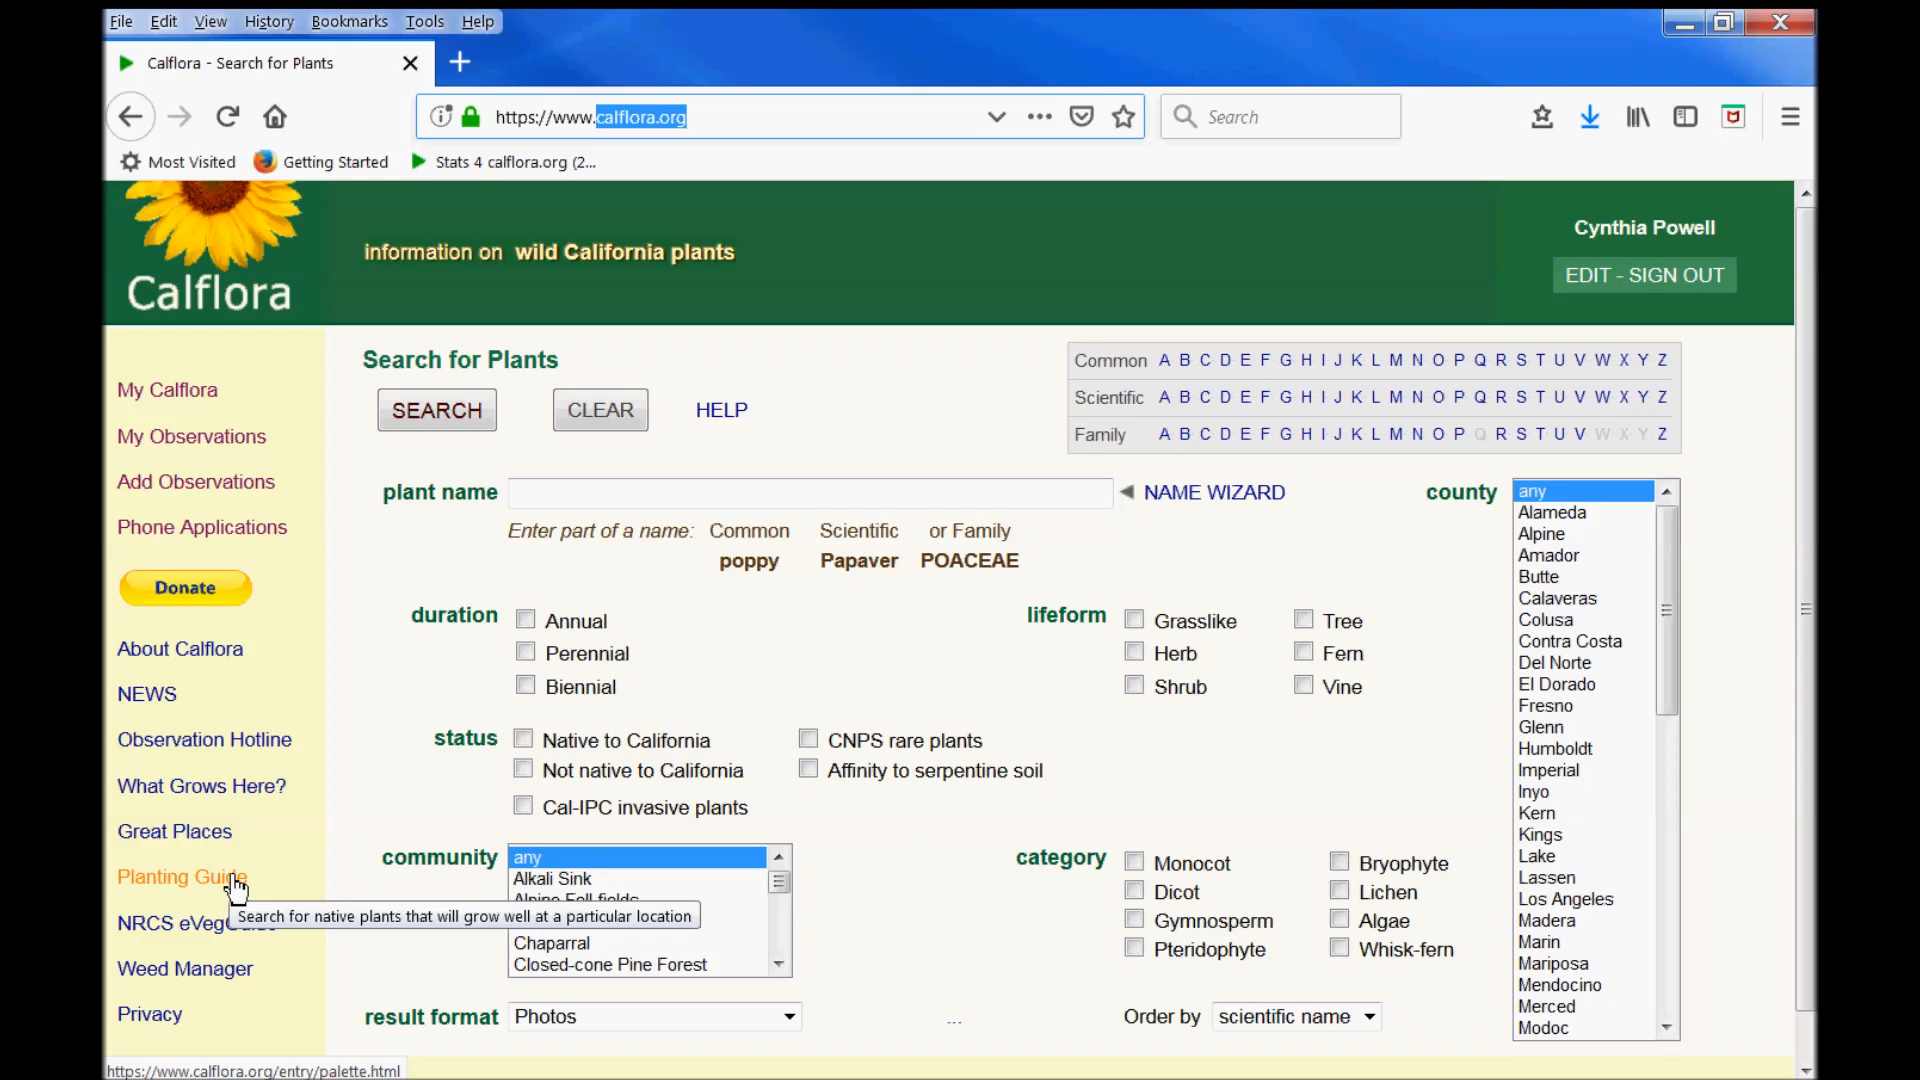 File Edit View History Bookmarks Tools Help
Calflora - Search for Plants
https://www.calflora.org
Search
Most Visited Getting Started Stats 4 calflora.org (2...
Calflora
information on wild California plants
Cynthia Powell
EDIT - SIGN OUT
My Calflora
My Observations
Add Observations
Phone Applications
Donate
About Calflora
NEWS
Observation Hotline
What Grows Here?
Great Places
Planting Guide
NRCS eVegGuide
Weed Manager
Privacy
Search for native plants that will grow well at a particular location
Search for Plants
SEARCH CLEAR HELP
Common A B C D E F G H I J K L M N O P Q R S T U V W X Y Z
Scientific A B C D E F G H I J K L M N O P Q R S T U V W X Y Z
Family A B C D E F G H I J K L M N O P Q R S T U V W X Y Z
plant name
NAME WIZARD
Enter part of a name: Common Scientific or Family
poppy Papaver POACEAE
duration
Annual
Perennial
Biennial
lifeform
Grasslike Tree
Herb Fern
Shrub Vine
status
Native to California CNPS rare plants
Not native to California Affinity to serpentine soil
Cal-IPC invasive plants
community
any
Alkali Sink
Alpine Fell-fields
Chaparral
Closed-cone Pine Forest
category
Monocot Bryophyte
Dicot Lichen
Gymnosperm Algae
Pteridophyte Whisk-fern
result format Photos
...
Order by scientific name
county
any
Alameda
Alpine
Amador
Butte
Calaveras
Colusa
Contra Costa
Del Norte
El Dorado
Fresno
Glenn
Humboldt
Imperial
Inyo
Kern
Kings
Lake
Lassen
Los Angeles
Madera
Marin
Mariposa
Mendocino
Merced
Modoc
https://www.calflora.org/entry/palette.html